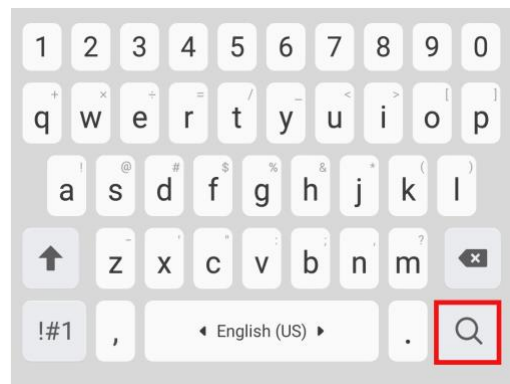 1 2 3 4 5 6 7 8 9 0
+ × ÷ = / _ < > [ ]
q w e r t y u i o p
! @ # $ % & * ( )
a s d f g h j k l
- ' " : ; , ?
z x c v b n m
!#1 , English (US) .